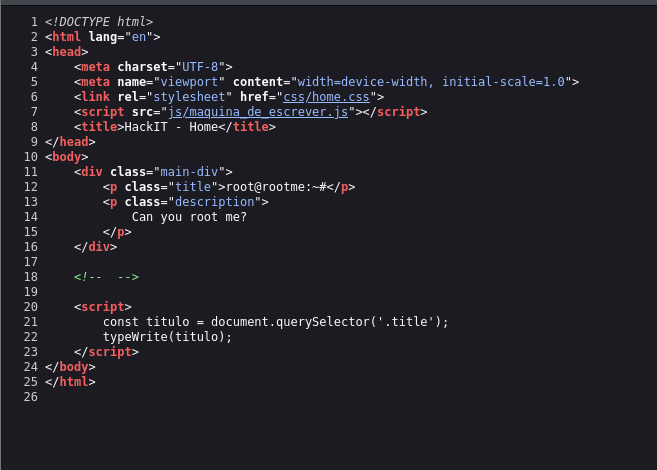 1 <!DOCTYPE html>
2 <html lang="en">
3 <head>
4     <meta charset="UTF-8">
5     <meta name="viewport" content="width=device-width, initial-scale=1.0">
6     <link rel="stylesheet" href="css/home.css">
7     <script src="js/maquina_de_escrever.js"></script>
8     <title>HackIT - Home</title>
9 </head>
10 <body>
11     <div class="main-div">
12         <p class="title">root@rootme:~#</p>
13         <p class="description">
14             Can you root me?
15         </p>
16     </div>
17
18     <!--  -->
19
20     <script>
21         const titulo = document.querySelector('.title');
22         typeWrite(titulo);
23     </script>
24 </body>
25 </html>
26